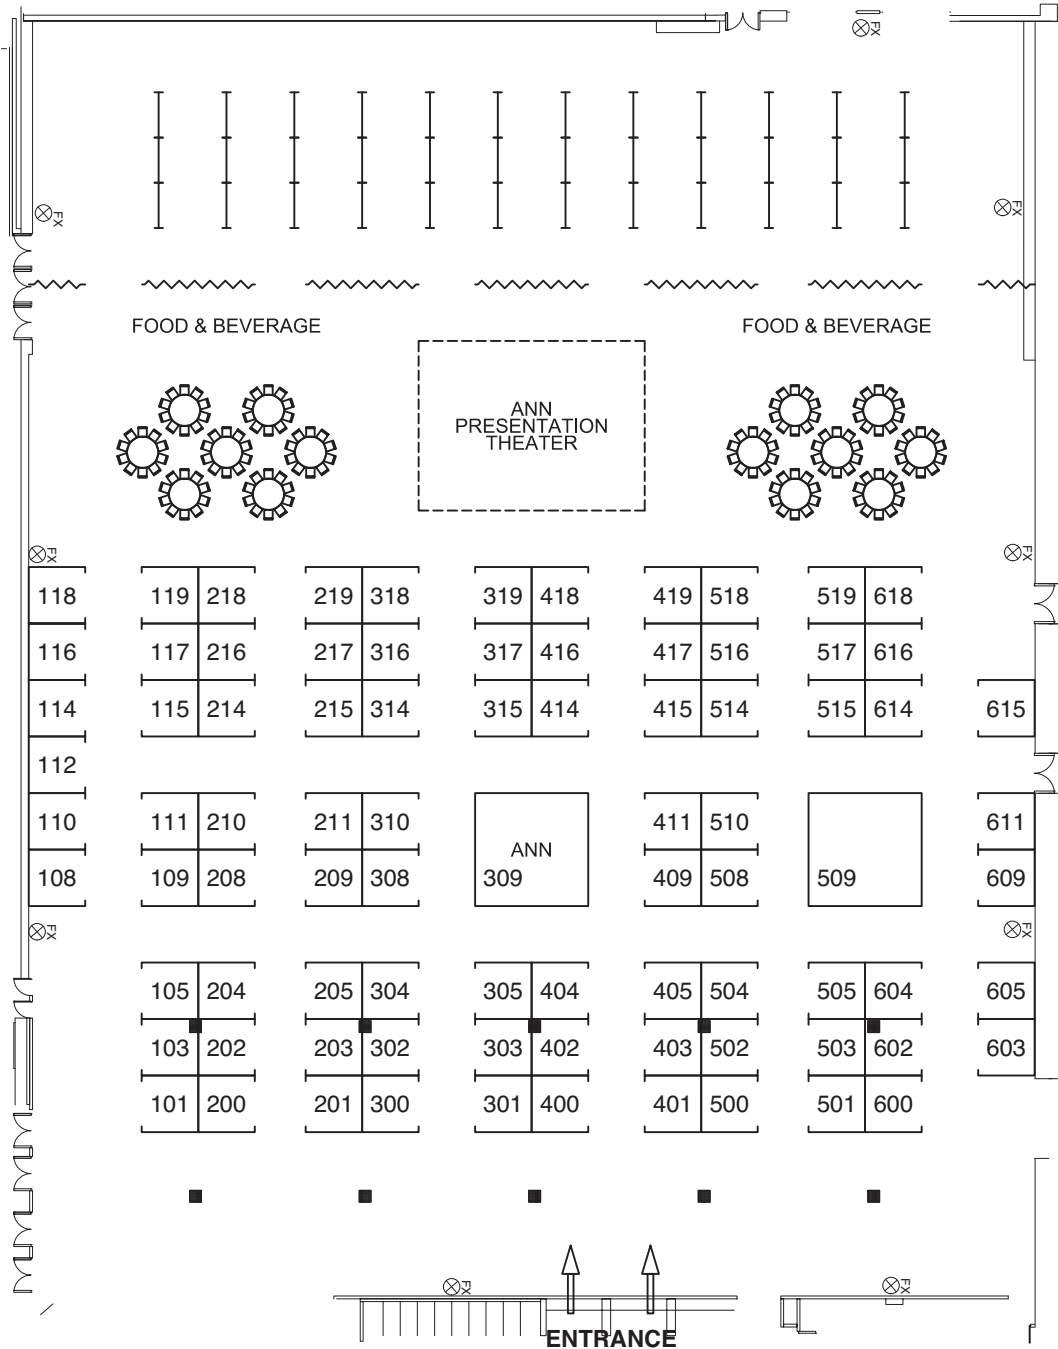 FX
FX
FX
FOOD & BEVERAGE
FOOD & BEVERAGE
ANN
PRESENTATION
THEATER
FX
FX
118 119 218 219 318 319 418 419 518 519 618
116 117 216 217 316 317 416 417 516 517 616
114 115 214 215 314 315 414 415 514 515 614 615
112
110 111 210 211 310 411 510 611
ANN
108 109 208 209 308 309 409 508 509 609
FX
FX
105 204 205 304 305 404 405 504 505 604 605
103 202 203 302 303 402 403 502 503 602 603
101 200 201 300 301 400 401 500 501 600
FX
FX
ENTRANCE